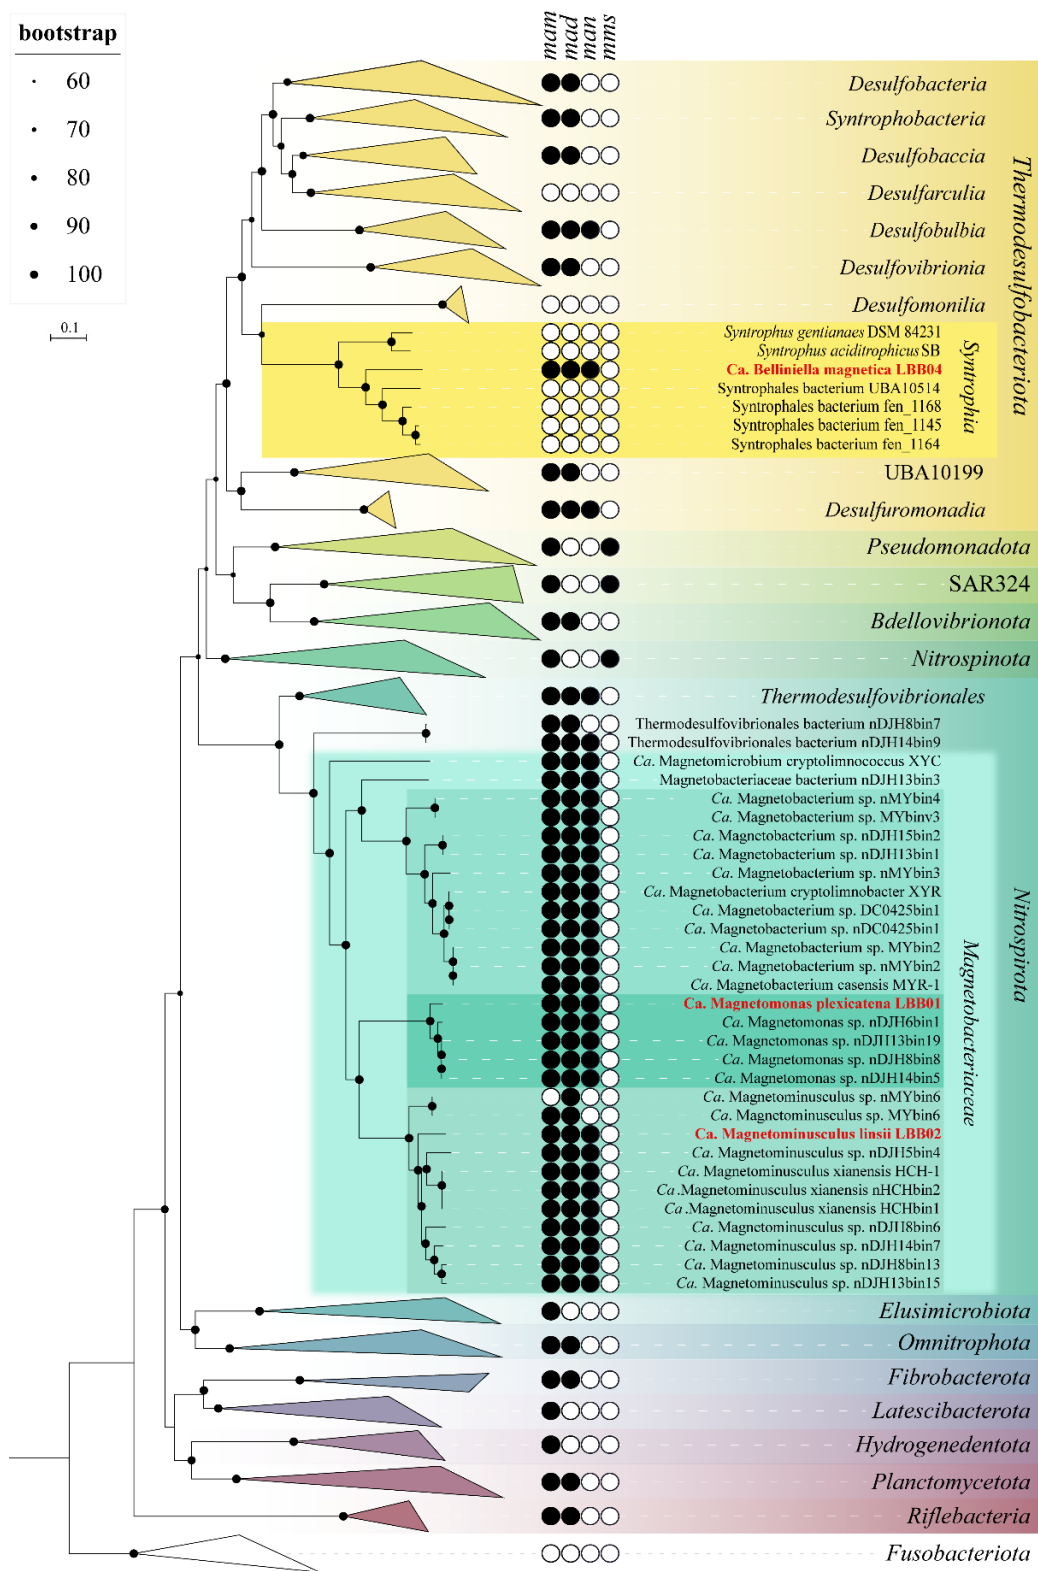 bootstrap
60
70
80
90
100
0.1
mam
mad
man
mms
Desulfobacteria
Syntrophobacteria
Desulfobaccia
Desulfarculia
Desulfobulbia
Desulfovibrionia
Desulfomonilia
Thermodesulfobacteriota
Syntrophus gentianaes DSM 84231
Syntrophus aciditrophicus SB
Ca. Belliniella magnetica LBB04
Syntrophales bacterium UBA10514
Syntrophales bacterium fen_1168
Syntrophales bacterium fen_1145
Syntrophales bacterium fen_1164
Syntrophia
UBA10199
Desulfuromonadia
Pseudomonadota
SAR324
Bdellovibrionota
Nitrospinota
Thermodesulfovibrionales
Thermodesulfovibrionales bacterium nDJH8bin7
Thermodesulfovibrionales bacterium nDJH14bin9
Ca. Magnetomicrobium cryptolimnococcus XYC
Magnetobacteriaceae bacterium nDJH13bin3
Ca. Magnetobacterium sp. nMYbin4
Ca. Magnetobacterium sp. MYbinv3
Ca. Magnetobacterium sp. nDJH15bin2
Ca. Magnetobacterium sp. nDJH13bin1
Ca. Magnetobacterium sp. nMYbin3
Ca. Magnetobacterium cryptolimnobacter XYR
Ca. Magnetobacterium sp. DC0425bin1
Ca. Magnetobacterium sp. nDC0425bin1
Ca. Magnetobacterium sp. MYbin2
Ca. Magnetobacterium sp. nMYbin2
Ca. Magnetobacterium casensis MYR-1
Ca. Magnetomonas plexicatena LBB01
Ca. Magnetomonas sp. nDJH6bin1
Ca. Magnetomonas sp. nDJH13bin19
Ca. Magnetomonas sp. nDJH8bin8
Ca. Magnetomonas sp. nDJH14bin5
Ca. Magnetominusculus sp. nMYbin6
Ca. Magnetominusculus sp. MYbin6
Ca. Magnetominusculus linsii LBB02
Ca. Magnetominusculus sp. nDJH5bin4
Ca. Magnetominusculus xianensis HCH-1
Ca .Magnetominusculus xianensis nHCHbin2
Ca .Magnetominusculus xianensis HCHbin1
Ca. Magnetominusculus sp. nDJH8bin6
Ca. Magnetominusculus sp. nDJH14bin7
Ca. Magnetominusculus sp. nDJH8bin13
Ca. Magnetominusculus sp. nDJH13bin15
Magnetobacteriaceae
Nitrospirota
Elusimicrobiota
Omnitrophota
Fibrobacterota
Latescibacterota
Hydrogenedentota
Planctomycetota
Riflebacteria
Fusobacteriota